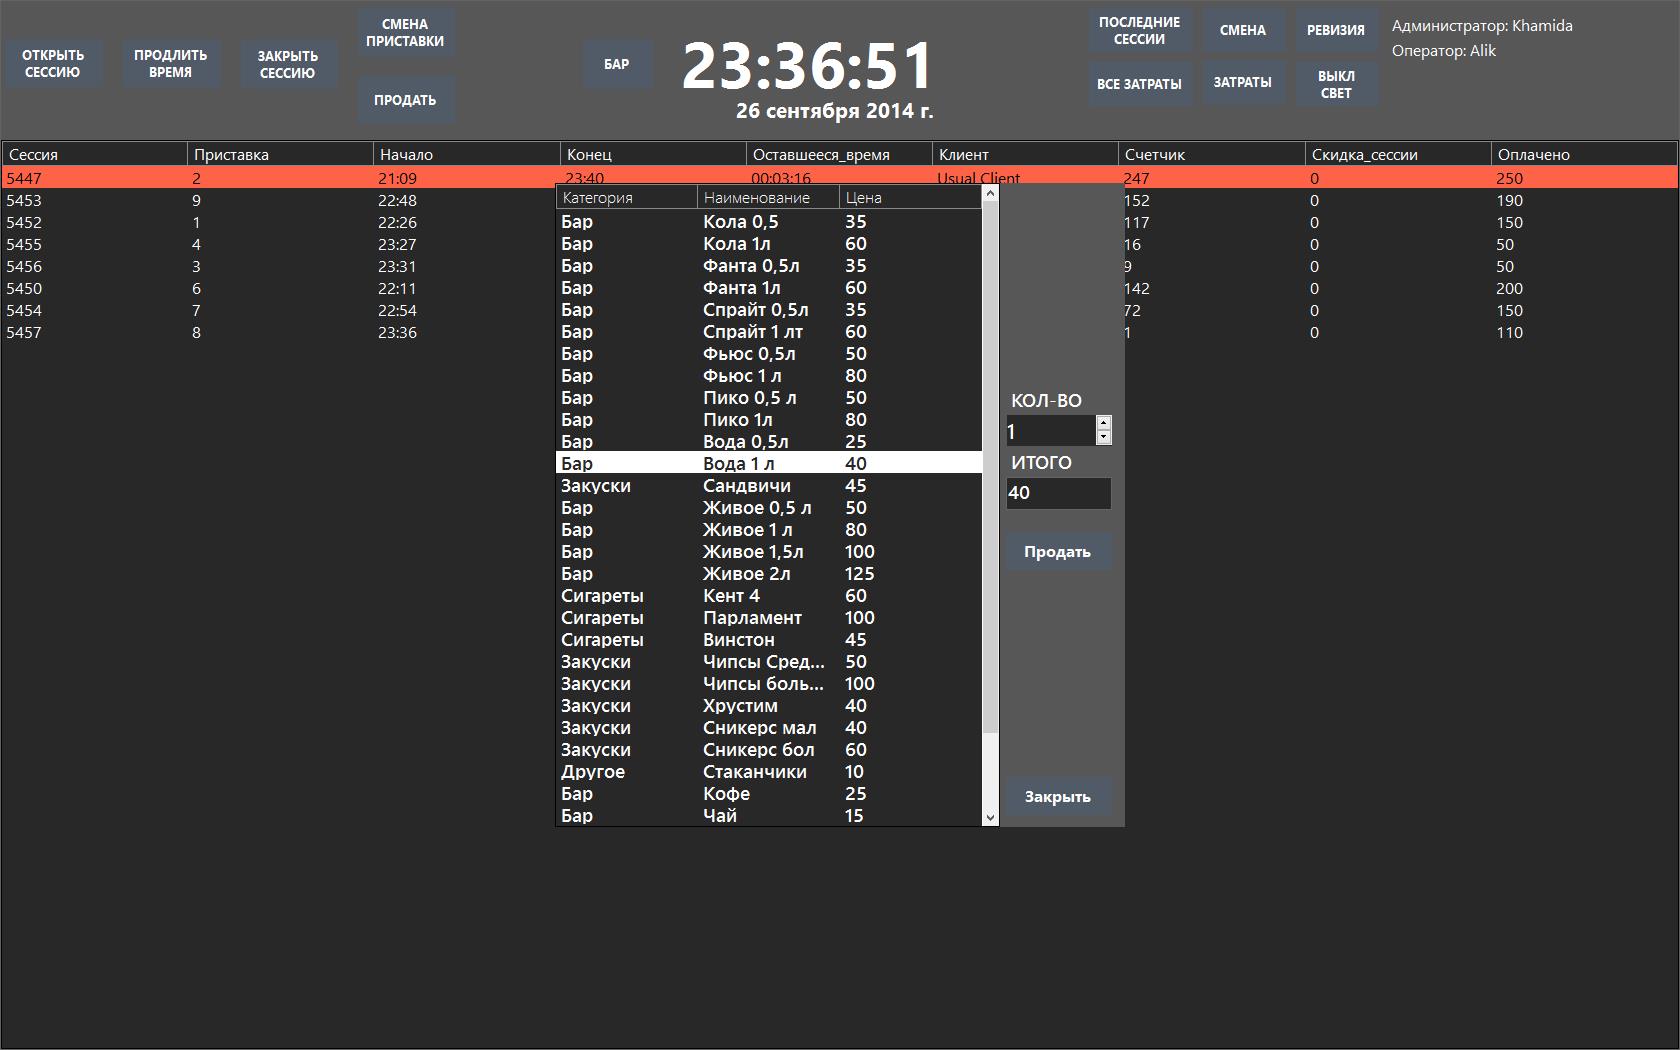 ОТКРЫТЬ СЕССИЮ
ПРОДЛИТЬ ВРЕМЯ
ЗАКРЫТЬ СЕССИЮ
СМЕНА ПРИСТАВКИ
ПРОДАТЬ
БАР
23:36:51
26 сентября 2014 г.
ПОСЛЕДНИЕ СЕССИИ
СМЕНА
РЕВИЗИЯ
ВСЕ ЗАТРАТЫ
ЗАТРАТЫ
ВЫКЛ СВЕТ
Администратор: Khamida
Оператор: Alik
Сессия Приставка Начало Конец Оставшееся_время Клиент Счетчик Скидка_сессии Оплачено
5447 2 21:09 23:40 00:03:16 Usual Client 247 0 250
5453 9 22:48 152 0 190
5452 1 22:26 117 0 150
5455 4 23:27 16 0 50
5456 3 23:31 9 0 50
5450 6 22:11 142 0 200
5454 7 22:54 72 0 150
5457 8 23:36 1 0 110
Категория Наименование Цена
Бар Кола 0,5 35
Бар Кола 1л 60
Бар Фанта 0,5л 35
Бар Фанта 1л 60
Бар Спрайт 0,5л 35
Бар Спрайт 1 лт 60
Бар Фьюс 0,5л 50
Бар Фьюс 1 л 80
Бар Пико 0,5 л 50
Бар Пико 1л 80
Бар Вода 0,5л 25
Бар Вода 1 л 40
Закуски Сандвичи 45
Бар Живое 0,5 л 50
Бар Живое 1 л 80
Бар Живое 1,5л 100
Бар Живое 2л 125
Сигареты Кент 4 60
Сигареты Парламент 100
Сигареты Винстон 45
Закуски Чипсы Сред... 50
Закуски Чипсы боль... 100
Закуски Хрустим 40
Закуски Сникерс мал 40
Закуски Сникерс бол 60
Другое Стаканчики 10
Бар Кофе 25
Бар Чай 15
КОЛ-ВО
1
ИТОГО
40
Продать
Закрыть